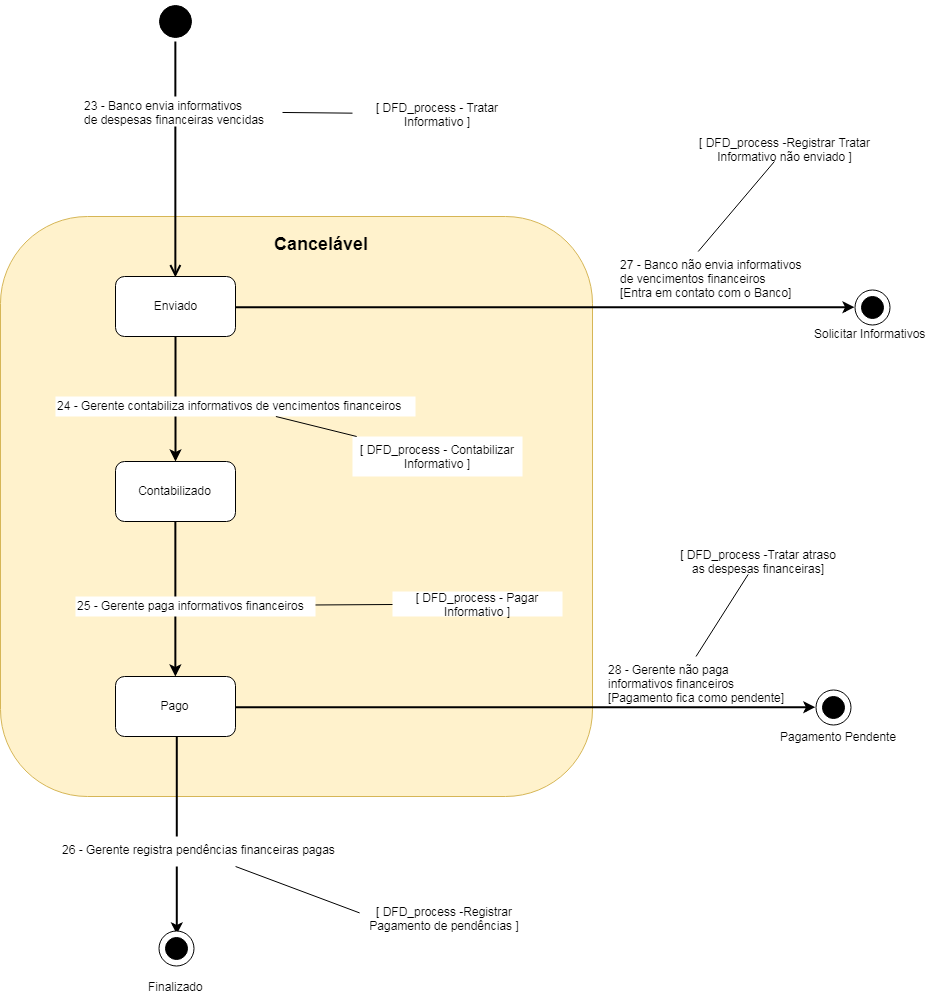 23 - Banco envia informativos
de despesas financeiras vencidas
[ DFD_process - Tratar
Informativo ]
[ DFD_process -Registrar Tratar
Informativo não enviado ]
Cancelável
27 - Banco não envia informativos
de vencimentos financeiros
[Entra em contato com o Banco]
Enviado
Solicitar Informativos
24 - Gerente contabiliza informativos de vencimentos financeiros
[ DFD_process - Contabilizar
Informativo ]
Contabilizado
[ DFD_process -Tratar atraso
as despesas financeiras]
25 - Gerente paga informativos financeiros
[ DFD_process - Pagar
Informativo ]
28 - Gerente não paga
informativos financeiros
[Pagamento fica como pendente]
Pago
Pagamento Pendente
26 - Gerente registra pendências financeiras pagas
[ DFD_process -Registrar
Pagamento de pendências ]
Finalizado